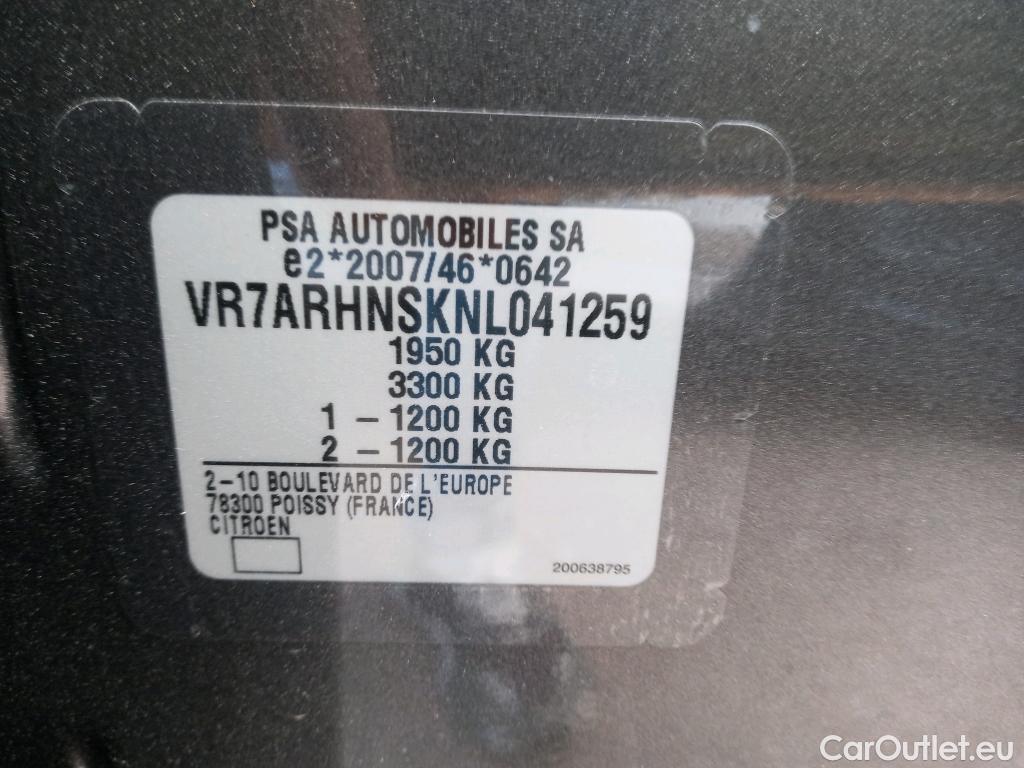 PSA AUTOMOBILES SA
e2*2007/46*0642
VR7ARHNSKNL041259
1950 KG
3300 KG
1 - 1200 KG
2 - 1200 KG
2-10 BOULEVARD DE L'EUROPE
78300 POISSY (FRANCE)
CITROEN
200638795
CarOutlet.eu